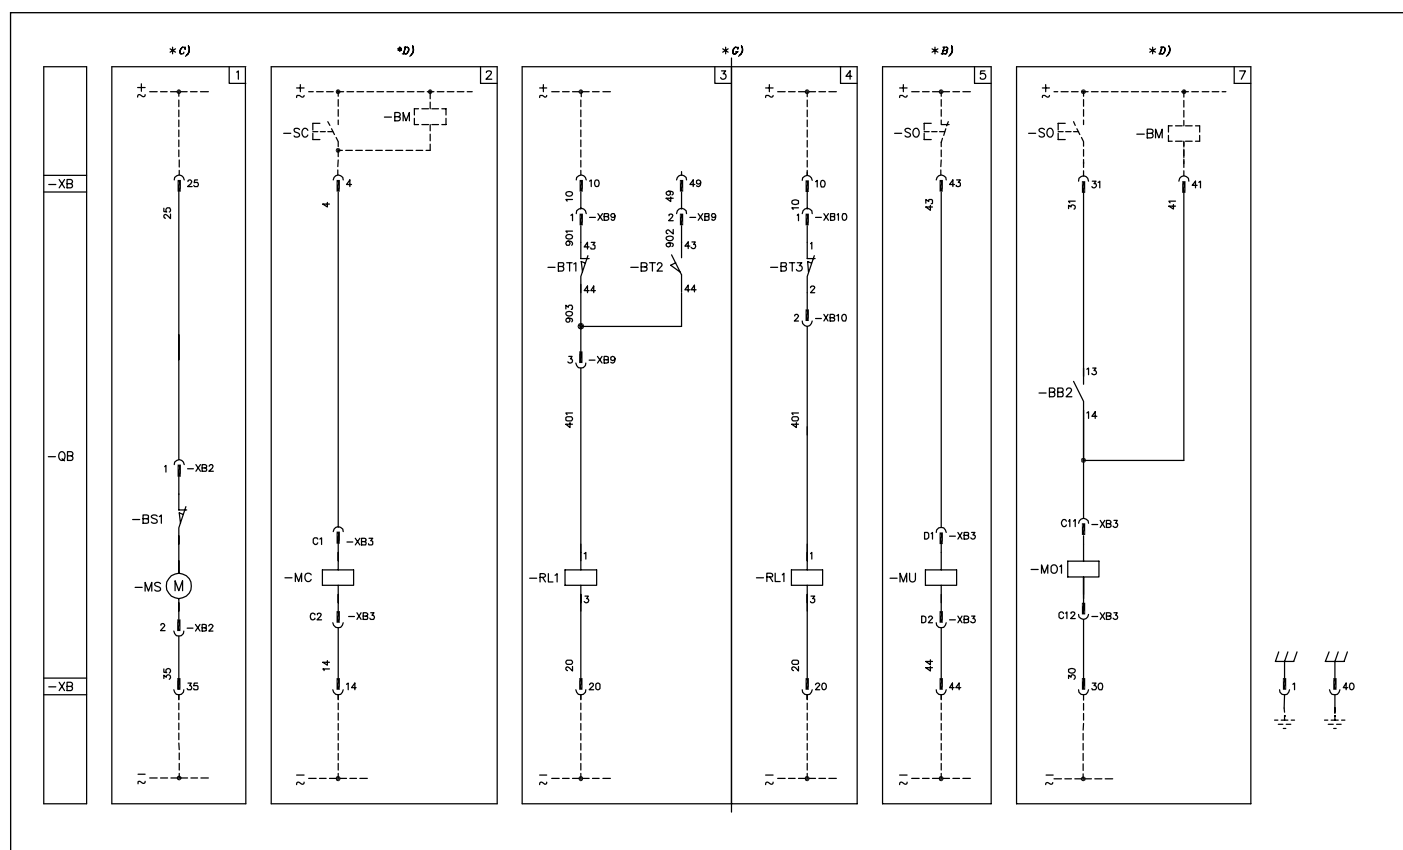 *C)
*D)
*G)
*B)
*D)
1
2
3
4
5
7
-XB
-QB
-XB
+
~
25
25
1
-XB2
-BS1
-MS
M
2
-XB2
35
35
−
~
+
~
-SC
-BM
4
4
C1
-XB3
-MC
C2
-XB3
14
14
−
~
+
~
10
10
1
-XB9
901
43
-BT1
44
903
3
-XB9
401
1
-RL1
3
20
20
−
~
49
49
2
-XB9
902
43
-BT2
44
+
~
10
10
1
-XB10
1
-BT3
2
2
-XB10
401
1
-RL1
3
20
20
−
~
+
~
-SO
43
43
D1
-XB3
-MU
D2
-XB3
44
44
−
~
+
~
-SO
-BM
31
31
41
41
13
-BB2
14
C11
-XB3
-MO1
C12
-XB3
30
30
−
~
1
40